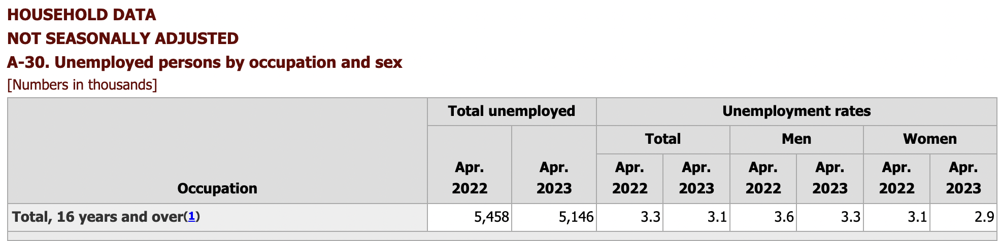 HOUSEHOLD DATA
NOT SEASONALLY ADJUSTED
A-30. Unemployed persons by occupation and sex
[Numbers in thousands]
Occupation
Total unemployed
Unemployment rates
Total
Men
Women
Apr. 2022
Apr. 2023
Apr. 2022
Apr. 2023
Apr. 2022
Apr. 2023
Apr. 2022
Apr. 2023
Total, 16 years and over(1) 5,458 5,146 3.3 3.1 3.6 3.3 3.1 2.9